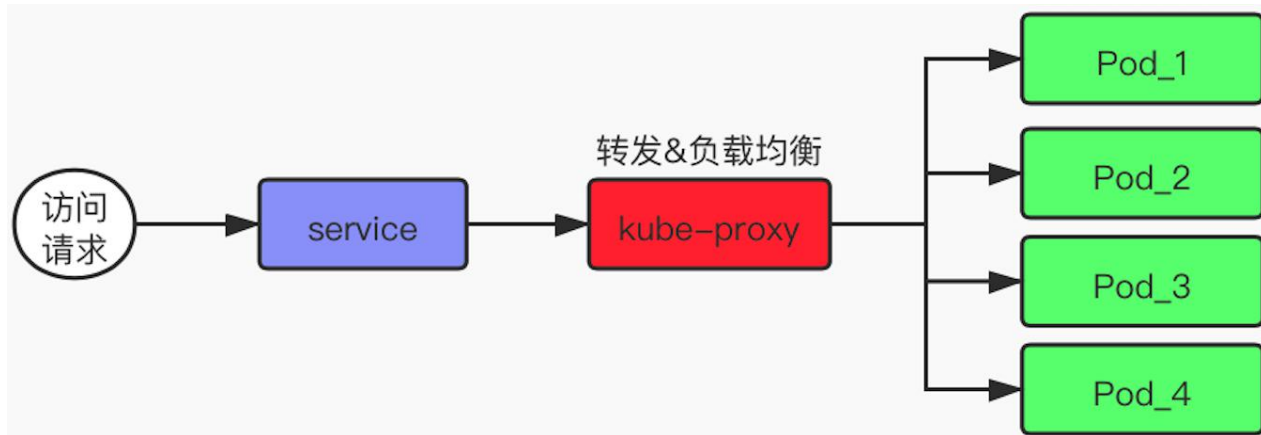 访问
请求
service
转发&负载均衡
kube-proxy
Pod_1
Pod_2
Pod_3
Pod_4